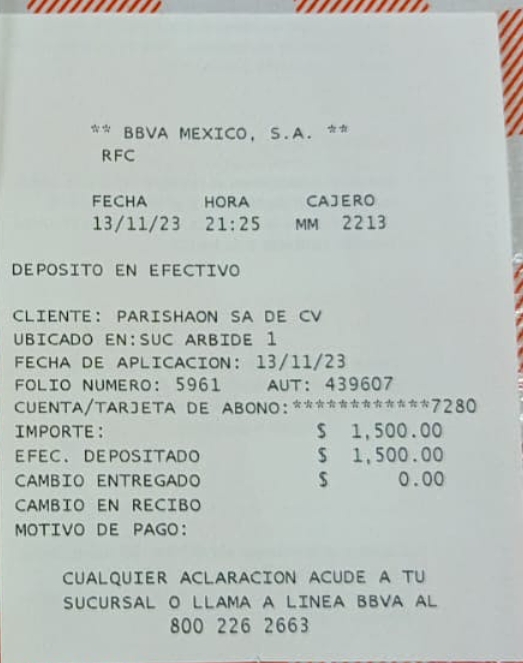 ** BBVA MEXICO, S.A. **
RFC
FECHA HORA CAJERO
13/11/23 21:25 MM 2213
DEPOSITO EN EFECTIVO
CLIENTE: PARISHAON SA DE CV
UBICADO EN:SUC ARBIDE 1
FECHA DE APLICACION: 13/11/23
FOLIO NUMERO: 5961 AUT: 439607
CUENTA/TARJETA DE ABONO:************7280
IMPORTE: $ 1,500.00
EFEC. DEPOSITADO $ 1,500.00
CAMBIO ENTREGADO $ 0.00
CAMBIO EN RECIBO
MOTIVO DE PAGO:
CUALQUIER ACLARACION ACUDE A TU
SUCURSAL O LLAMA A LINEA BBVA AL
800 226 2663